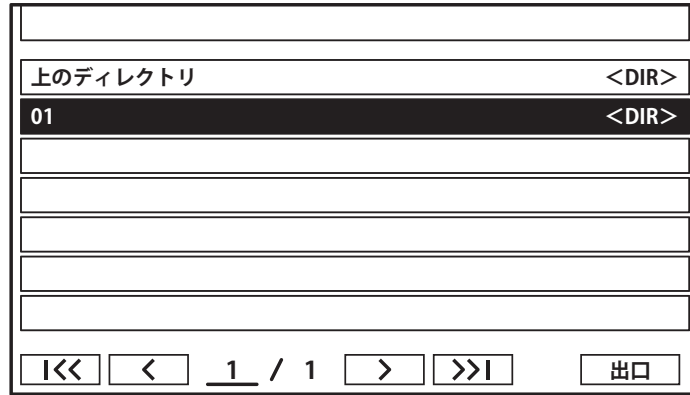 上のディレクトリ <DIR>
01 <DIR>
I<< < 1 / 1 > >>I 出口